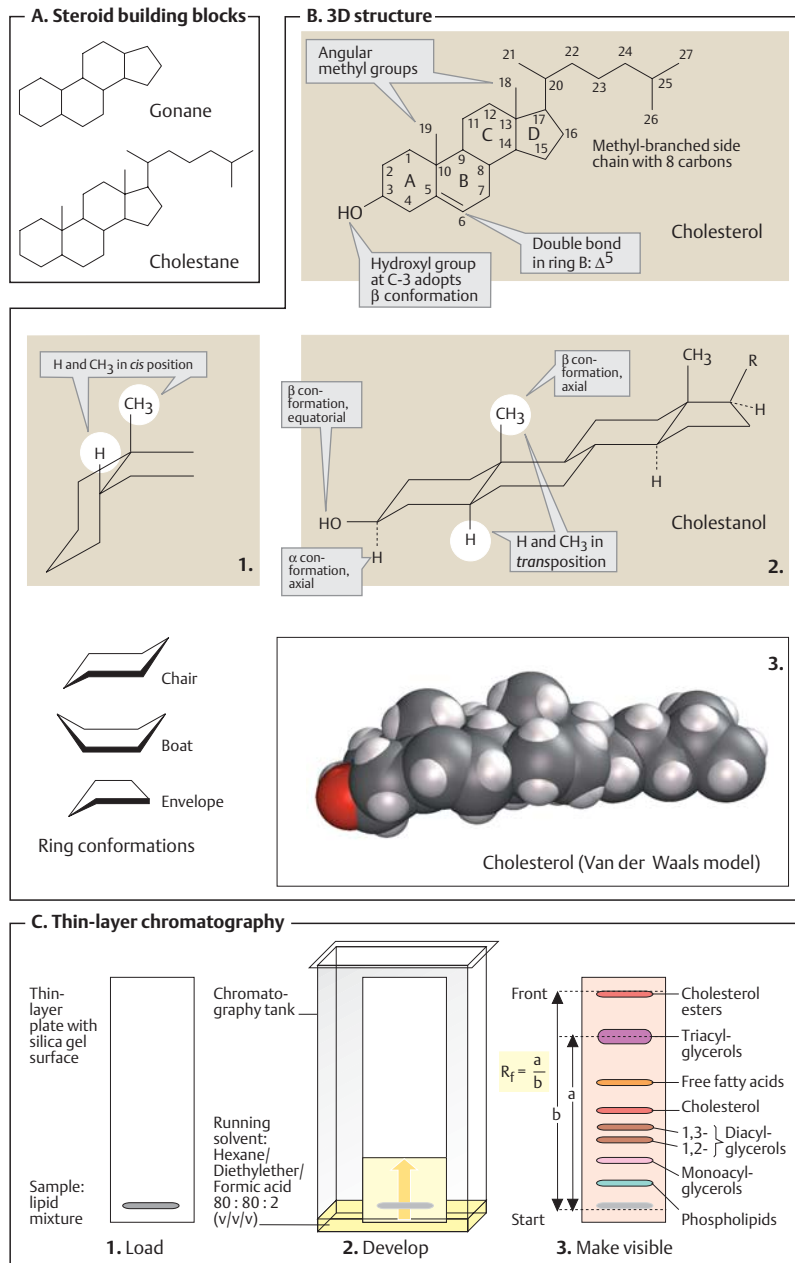 A. Steroid building blocks
Gonane
Cholestane
B. 3D structure
Angular
methyl groups
21
22
24
27
18
20
23
25
26
19
12
11
13
17
16
C
D
14
15
1
2
10
9
8
A
B
3
4
5
7
6
HO
Methyl-branched side
chain with 8 carbons
Cholesterol
Hydroxyl group
at C-3 adopts
β conformation
Double bond
in ring B: Δ5
H and CH3 in cis position
CH3
H
1.
β con-
formation,
equatorial
β con-
formation,
axial
CH3
CH3
R
H
H
HO
H
H
α con-
formation,
axial
H and CH3 in
transposition
Cholestanol
2.
Chair
Boat
Envelope
Ring conformations
3.
Cholesterol (Van der Waals model)
C. Thin-layer chromatography
Thin-
layer
plate with
silica gel
surface
Sample:
lipid
mixture
1. Load
Chromato-
graphy tank
Running
solvent:
Hexane/
Diethylether/
Formic acid
80 : 80 : 2
(v/v/v)
2. Develop
Front
Rf = a
b
b
a
Start
Cholesterol
esters
Triacyl-
glycerols
Free fatty acids
Cholesterol
1,3- } Diacyl-
1,2- } glycerols
Monoacyl-
glycerols
Phospholipids
3. Make visible